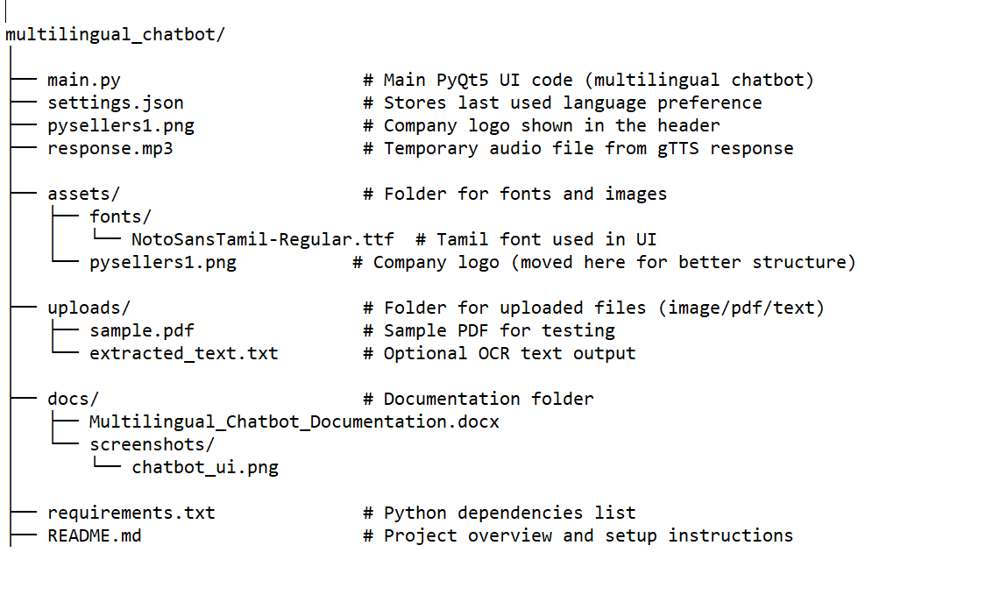 multilingual_chatbot/
│
├── main.py                       # Main PyQt5 UI code (multilingual chatbot)
├── settings.json                 # Stores last used language preference
├── pysellers1.png                # Company logo shown in the header
├── response.mp3                  # Temporary audio file from gTTS response
│
├── assets/                       # Folder for fonts and images
│   ├── fonts/
│   │   └── NotoSansTamil-Regular.ttf  # Tamil font used in UI
│   └── pysellers1.png           # Company logo (moved here for better structure)
│
├── uploads/                      # Folder for uploaded files (image/pdf/text)
│   ├── sample.pdf                # Sample PDF for testing
│   └── extracted_text.txt        # Optional OCR text output
│
├── docs/                         # Documentation folder
│   ├── Multilingual_Chatbot_Documentation.docx
│   └── screenshots/
│       └── chatbot_ui.png
│
├── requirements.txt              # Python dependencies list
├── README.md                     # Project overview and setup instructions